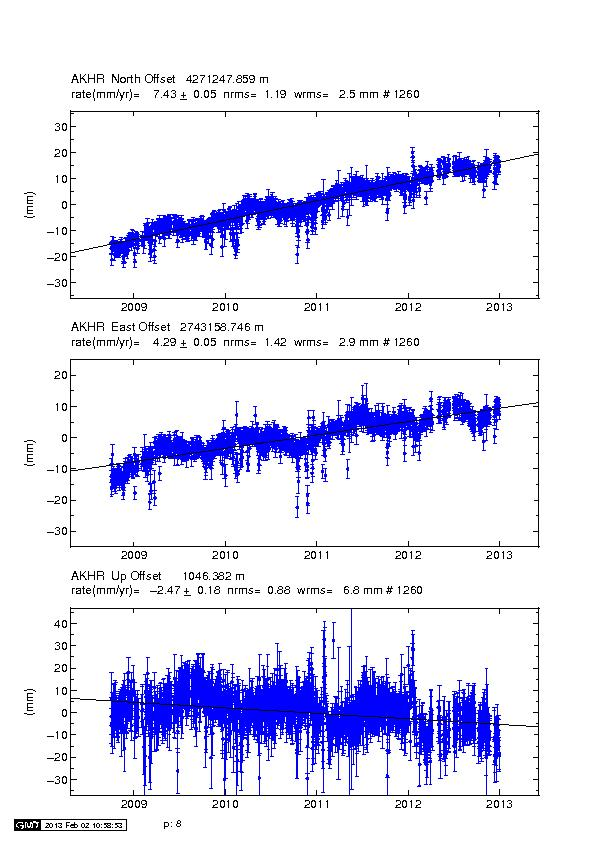 AKHR North Offset 4271247.859 m
rate(mm/yr)= 7.43 ± 0.05 nrms= 1.19 wrms= 2.5 mm # 1260
30
20
10
0
−10
−20
−30
(mm)
2009 2010 2011 2012 2013
AKHR East Offset 2743158.746 m
rate(mm/yr)= 4.29 ± 0.05 nrms= 1.42 wrms= 2.9 mm # 1260
20
10
0
−10
−20
−30
(mm)
2009 2010 2011 2012 2013
AKHR Up Offset 1046.382 m
rate(mm/yr)= −2.47 ± 0.18 nrms= 0.88 wrms= 6.8 mm # 1260
40
30
20
10
0
−10
−20
−30
(mm)
2009 2010 2011 2012 2013
GMT 2013 Feb 02 10:58:53 p: 8